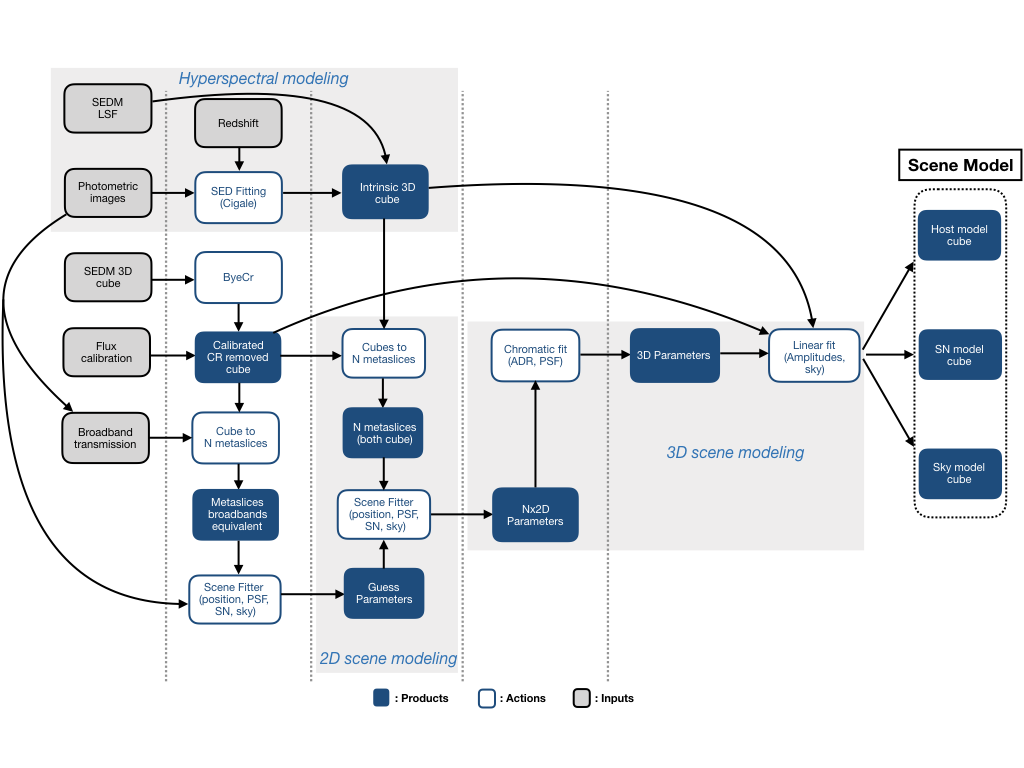 Hyperspectral modeling
SEDM
LSF
Redshift
Photometric
images
SED Fitting
(Cigale)
Intrinsic 3D
cube
Scene Model
Host model
cube
SEDM 3D
cube
ByeCr
Flux
calibration
Calibrated
CR removed
cube
Cubes to
N metaslices
Chromatic fit
(ADR, PSF)
3D Parameters
Linear fit
(Amplitudes,
sky)
SN model
cube
Broadband
transmission
Cube to
N metaslices
N metaslices
(both cube)
3D scene modeling
Sky model
cube
Metaslices
broadbands
equivalent
Scene Fitter
(position, PSF,
SN, sky)
Nx2D
Parameters
Scene Fitter
(position, PSF,
SN, sky)
Guess
Parameters
2D scene modeling
: Products
: Actions
: Inputs